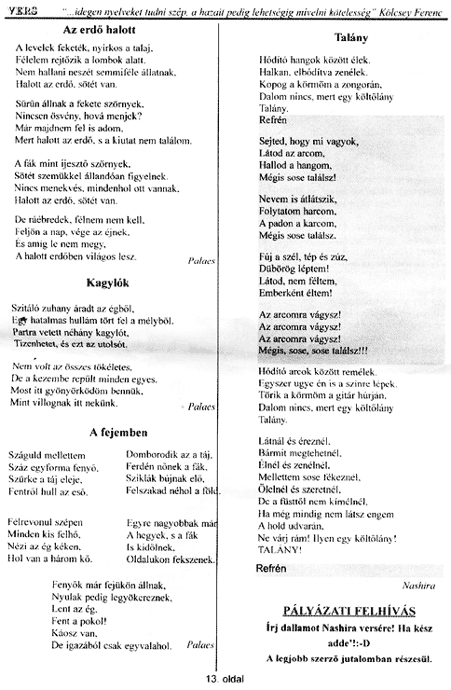 VERS "...idegen nyelveket tudni szép, a hazait pedig lehetségig mívelni kötelesség" Kölcsey Ferenc
Az erdő halott
A levelek feketék, nyirkos a talaj,
Félelem rejtőzik a lombok alatt.
Nem hallani neszét semmiféle állatnak,
Halott az erdő, sötét van.
Sűrűn állnak a fekete szörnyek,
Nincsen ösvény, hová menjek?
Már majdnem fel is adom,
Mert halott az erdő, s a kiutat nem találom.
A fák mint ijesztő szörnyek,
Sötét szemükkel állandóan figyelnek.
Nincs menekvés, mindenhol ott vannak,
Halott az erdő, sötét van.
De ráébredek, félnem nem kell,
Feljön a nap, vége az éjnek.
És amíg le nem megy,
A halott erdőben világos lesz.
Palacs
Kagylók
Szitáló zuhany áradt az égből,
Egy hatalmas hullám tört fel a mélyből.
Partra vetett néhány kagylót,
Tizenhetet, és ezt az utolsót.
Nem volt az összes tökéletes,
De a kezembe repült minden egyes.
Most itt gyönyörködöm bennük,
Mint villognak itt nekünk.
Palacs
A fejemben
Száguld mellettem
Száz egyforma fenyő,
Szürke a táj eleje,
Fentről hull az eső.
Domborodik az a táj,
Ferdén nőnek a fák,
Sziklák bújnak elő,
Felszakad néhol a föld.
Félrevonul szépen
Minden kis felhő,
Nézi az ég kéken,
Hol van a három kő.
Egyre nagyobbak már
A hegyek, s a fák
Is kidőlnek,
Oldalukon fekszenek.
Fenyők már fejükön állnak,
Nyulak pedig legyökereznek,
Lent az ég,
Fent a pokol!
Káosz van,
De igazából csak egyvalahol.
Palacs
Talány
Hódító hangok között élek.
Halkan, elbódítva zenélek.
Kopog a körmöm a zongorán,
Dalom nincs, mert egy költőlány
Talány.
Refrén
Sejted, hogy mi vagyok,
Látod az arcom,
Hallod a hangom,
Mégis sose találsz!
Nevem is átlátszik,
Folytatom harcom,
A padon a karcom,
Mégis sose találsz.
Fúj a szél, tép és zúz,
Dübörög léptem!
Látod, nem féltem,
Emberként éltem!
Az arcomra vágysz!
Az arcomra vágysz!
Az arcomra vágysz!
Mégis, sose, sose találsz!!!
Hódító arcok között remélek.
Egyszer ugye én is a színre lépek.
Törik a körmöm a gitár húrján,
Dalom nincs, mert egy költőlány
Talány.
Látnál és éreznél.
Bármit megtehetnél,
Élnél és zenélnél.
Mellettem sose fékeznél,
Ölelnél és szeretnél,
De a füsttől nem kímélnél,
Ha még mindig nem látsz engem
A hold udvarán,
Ne várj rám! Ilyen egy költőlány!
TALÁNY!
Refrén
Nashira
PÁLYÁZATI FELHÍVÁS
Írj dallamot Nashira versére! Ha kész
adde'!:-D
A legjobb szerző jutalomban részesül.
13. oldal